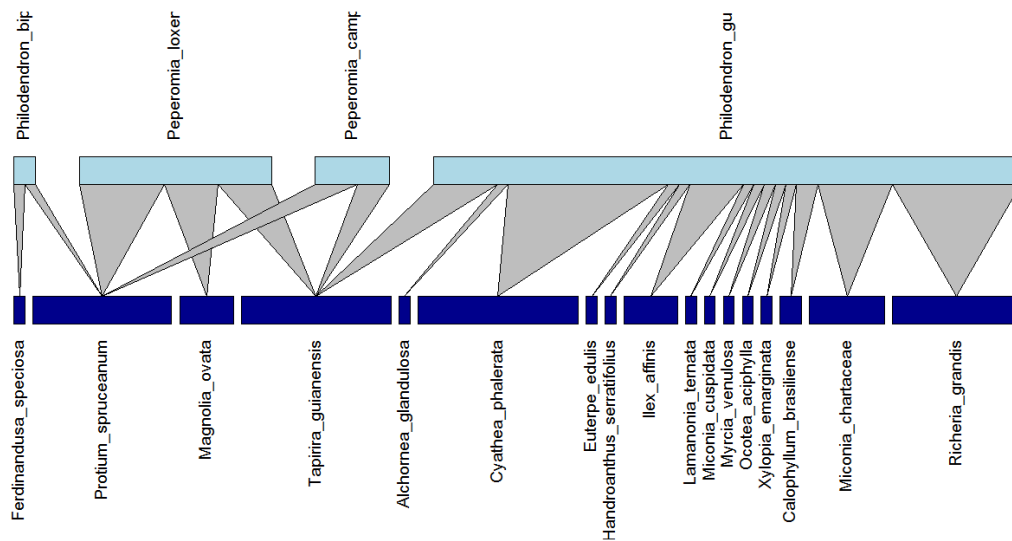 Philodendron_bip
Peperomia_loxer
Peperomia_camp
Philodendron_gu
Ferdinandusa_speciosa
Protium_spruceanum
Magnolia_ovata
Tapirira_guianensis
Alchornea_glandulosa
Cyathea_phalerata
Euterpe_edulis
Handroanthus_serratifolius
Ilex_affinis
Lamanonia_ternata
Miconia_cuspidata
Myrcia_venulosa
Ocotea_aciphylla
Xylopia_emarginata
Calophyllum_brasiliense
Miconia_chartaceae
Richeria_grandis